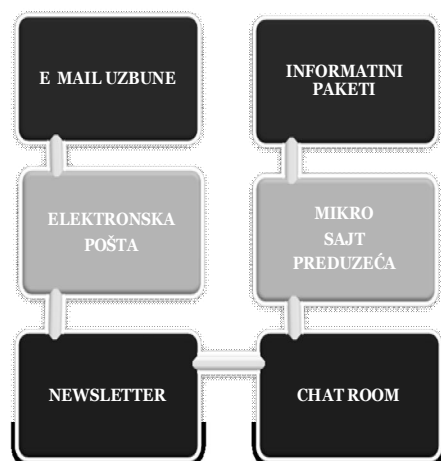 E MAIL UZBUNE
INFORMATINI
PAKETI
ELEKTRONSKA
POŠTA
MIKRO
SAJT
PREDUZEĆA
NEWSLETTER
CHAT ROOM